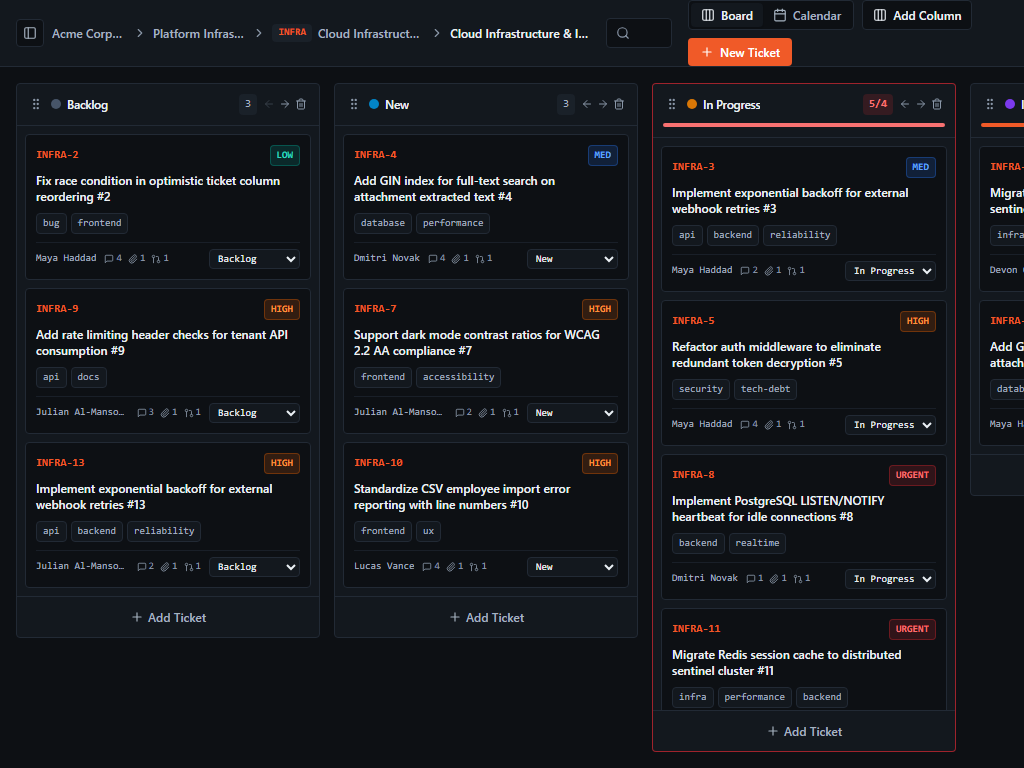 Acme Corp... > Platform Infras... > INFRA Cloud Infrastruct... > Cloud Infrastructure & I...
Board Calendar Add Column
+ New Ticket
Backlog 3
INFRA-2 LOW
Fix race condition in optimistic ticket column
reordering #2
bug frontend
Maya Haddad 4 1 1 Backlog
INFRA-9 HIGH
Add rate limiting header checks for tenant API
consumption #9
api docs
Julian Al-Manso... 3 1 1 Backlog
INFRA-13 HIGH
Implement exponential backoff for external
webhook retries #13
api backend reliability
Julian Al-Manso... 2 1 1 Backlog
+ Add Ticket
New 3
INFRA-4 MED
Add GIN index for full-text search on
attachment extracted text #4
database performance
Dmitri Novak 4 1 1 New
INFRA-7 HIGH
Support dark mode contrast ratios for WCAG
2.2 AA compliance #7
frontend accessibility
Julian Al-Manso... 2 1 1 New
INFRA-10 HIGH
Standardize CSV employee import error
reporting with line numbers #10
frontend ux
Lucas Vance 4 1 1 New
+ Add Ticket
In Progress 5/4
INFRA-3 MED
Implement exponential backoff for external
webhook retries #3
api backend reliability
Maya Haddad 2 1 1 In Progress
INFRA-5 HIGH
Refactor auth middleware to eliminate
redundant token decryption #5
security tech-debt
Maya Haddad 4 1 1 In Progress
INFRA-8 URGENT
Implement PostgreSQL LISTEN/NOTIFY
heartbeat for idle connections #8
backend realtime
Dmitri Novak 1 1 1 In Progress
INFRA-11 URGENT
Migrate Redis session cache to distributed
sentinel cluster #11
infra performance backend
+ Add Ticket
INFRA-
Migrat
sentin
infra
Devon
INFRA-
Add G
attach
datab
Maya H